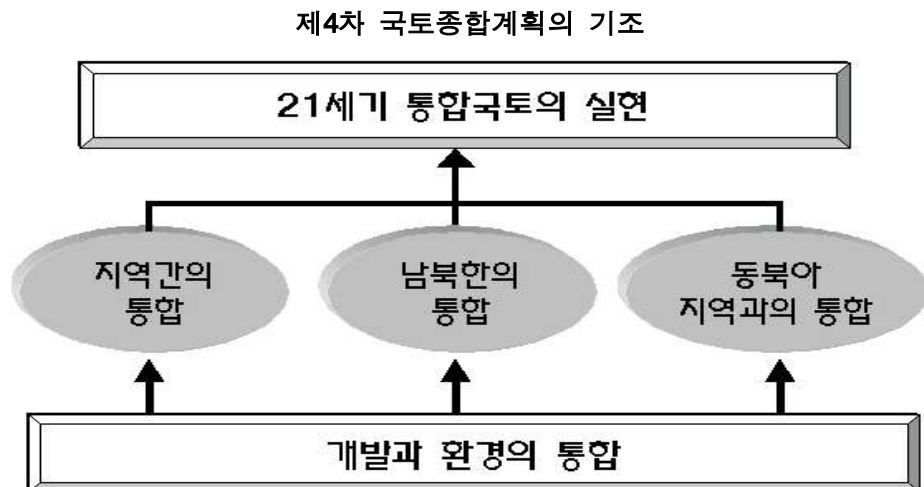 제4차 국토종합계획의 기조
21세기 통합국토의 실현
지역간의
통합
남북한의
통합
동북아
지역과의 통합
개발과 환경의 통합